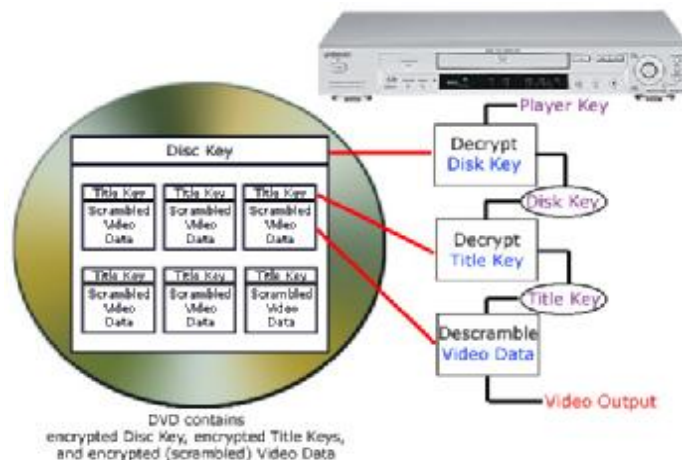 Player Key
Disc Key
Decrypt
Disk Key
Title Key
Title Key
Title Key
Scrambled
Video
Data
Scrambled
Video
Data
Scrambled
Video
Data
Disk Key
Decrypt
Title Key
Title Key
Title Key
Title Key
Scrambled
Video
Data
Scrambled
Video
Data
Scrambled
Video
Data
Title Key
Descramble
Video Data
Video Output
DVD contains
encrypted Disc Key, encrypted Title Keys,
and encrypted (scrambled) Video Data